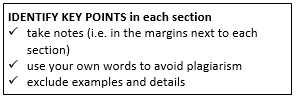 IDENTIFY KEY POINTS in each section
✓ take notes (i.e. in the margins next to each
section)
✓ use your own words to avoid plagiarism
✓ exclude examples and details